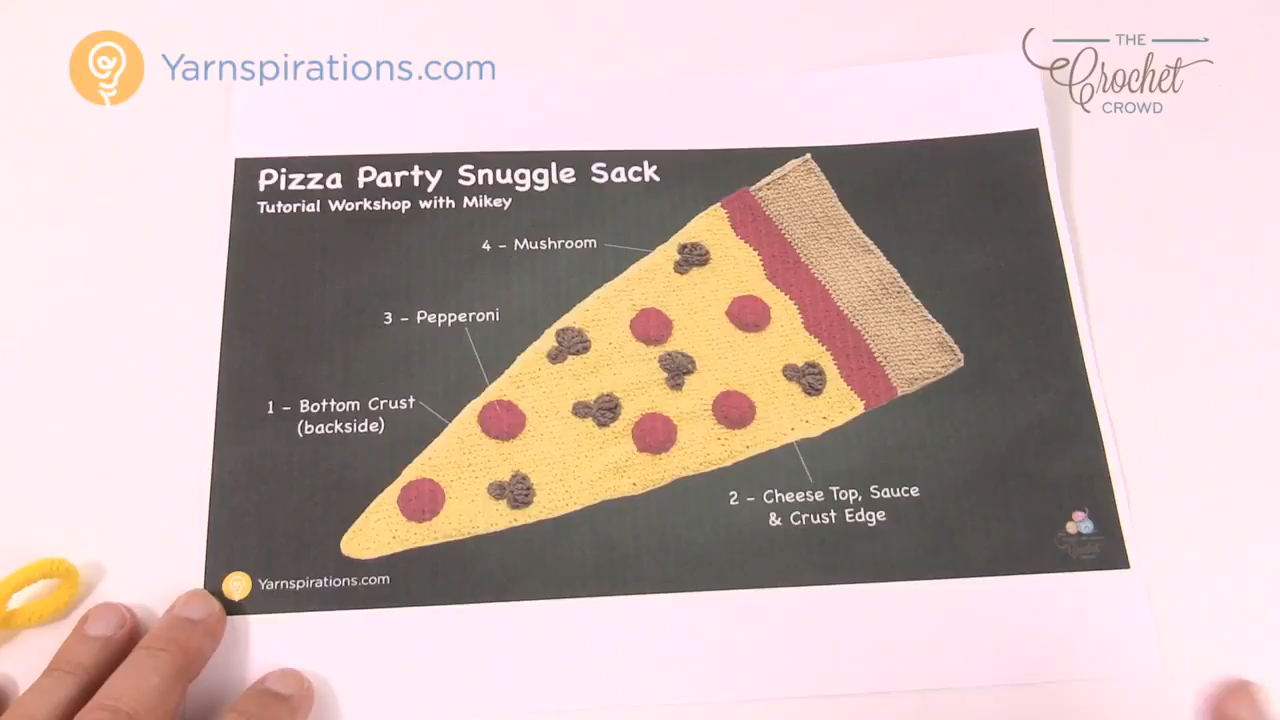 Yarnspirations.com
THE
Crochet
CROWD
Pizza Party Snuggle Sack
Tutorial Workshop with Mikey
4 - Mushroom
3 - Pepperoni
1 - Bottom Crust
(backside)
2 - Cheese Top, Sauce
& Crust Edge
Yarnspirations.com